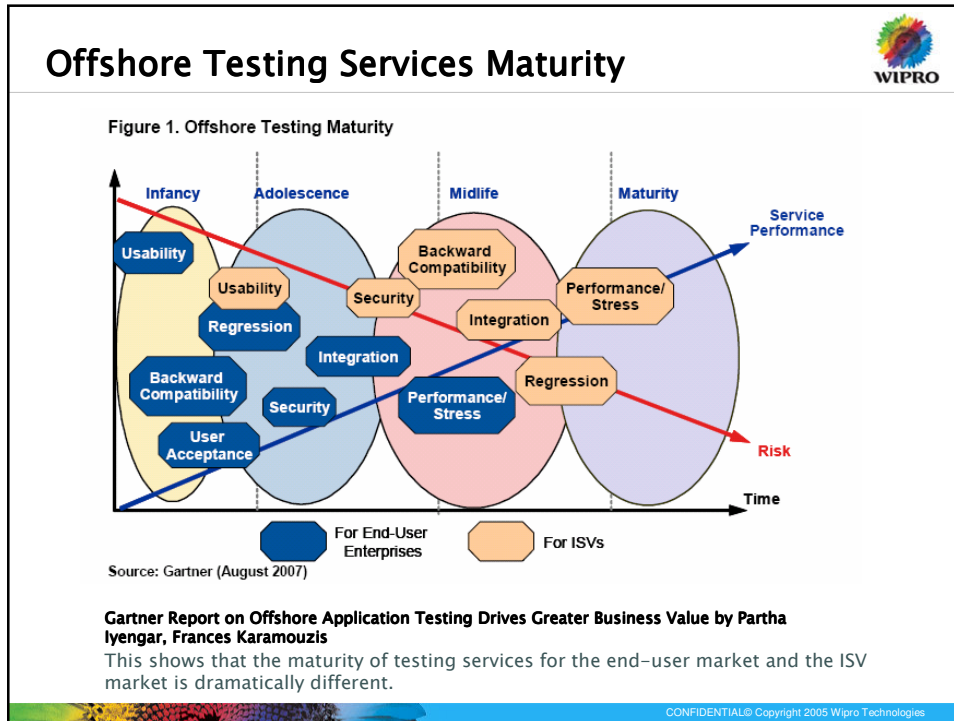 Offshore Testing Services Maturity
WIPRO
Figure 1. Offshore Testing Maturity
Infancy
Adolescence
Midlife
Maturity
Service
Performance
Usability
Backward
Compatibility
Usability
Security
Performance/
Stress
Regression
Integration
Integration
Backward
Compatibility
Security
Performance/
Stress
Regression
User
Acceptance
Risk
Time
For End-User
Enterprises
For ISVs
Source: Gartner (August 2007)
Gartner Report on Offshore Application Testing Drives Greater Business Value by Partha
Iyengar, Frances Karamouzis
This shows that the maturity of testing services for the end-user market and the ISV
market is dramatically different.
CONFIDENTIAL© Copyright 2005 Wipro Technologies